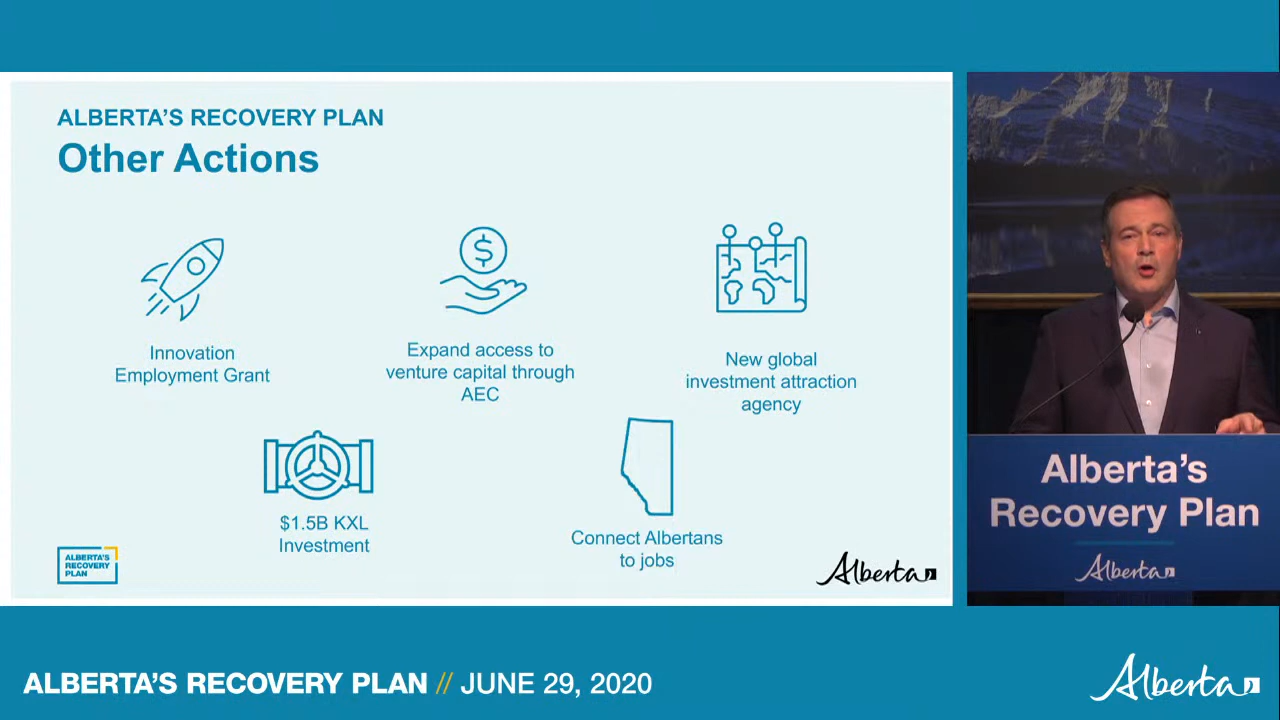 ALBERTA'S RECOVERY PLAN
Other Actions
Innovation
Employment Grant
Expand access to
venture capital through
AEC
New global
investment attraction
agency
$1.5B KXL
Investment
Connect Albertans
to jobs
ALBERTA'S
RECOVERY
PLAN
Alberta
Alberta's
Recovery Plan
Alberta
ALBERTA'S RECOVERY PLAN // JUNE 29, 2020
Alberta